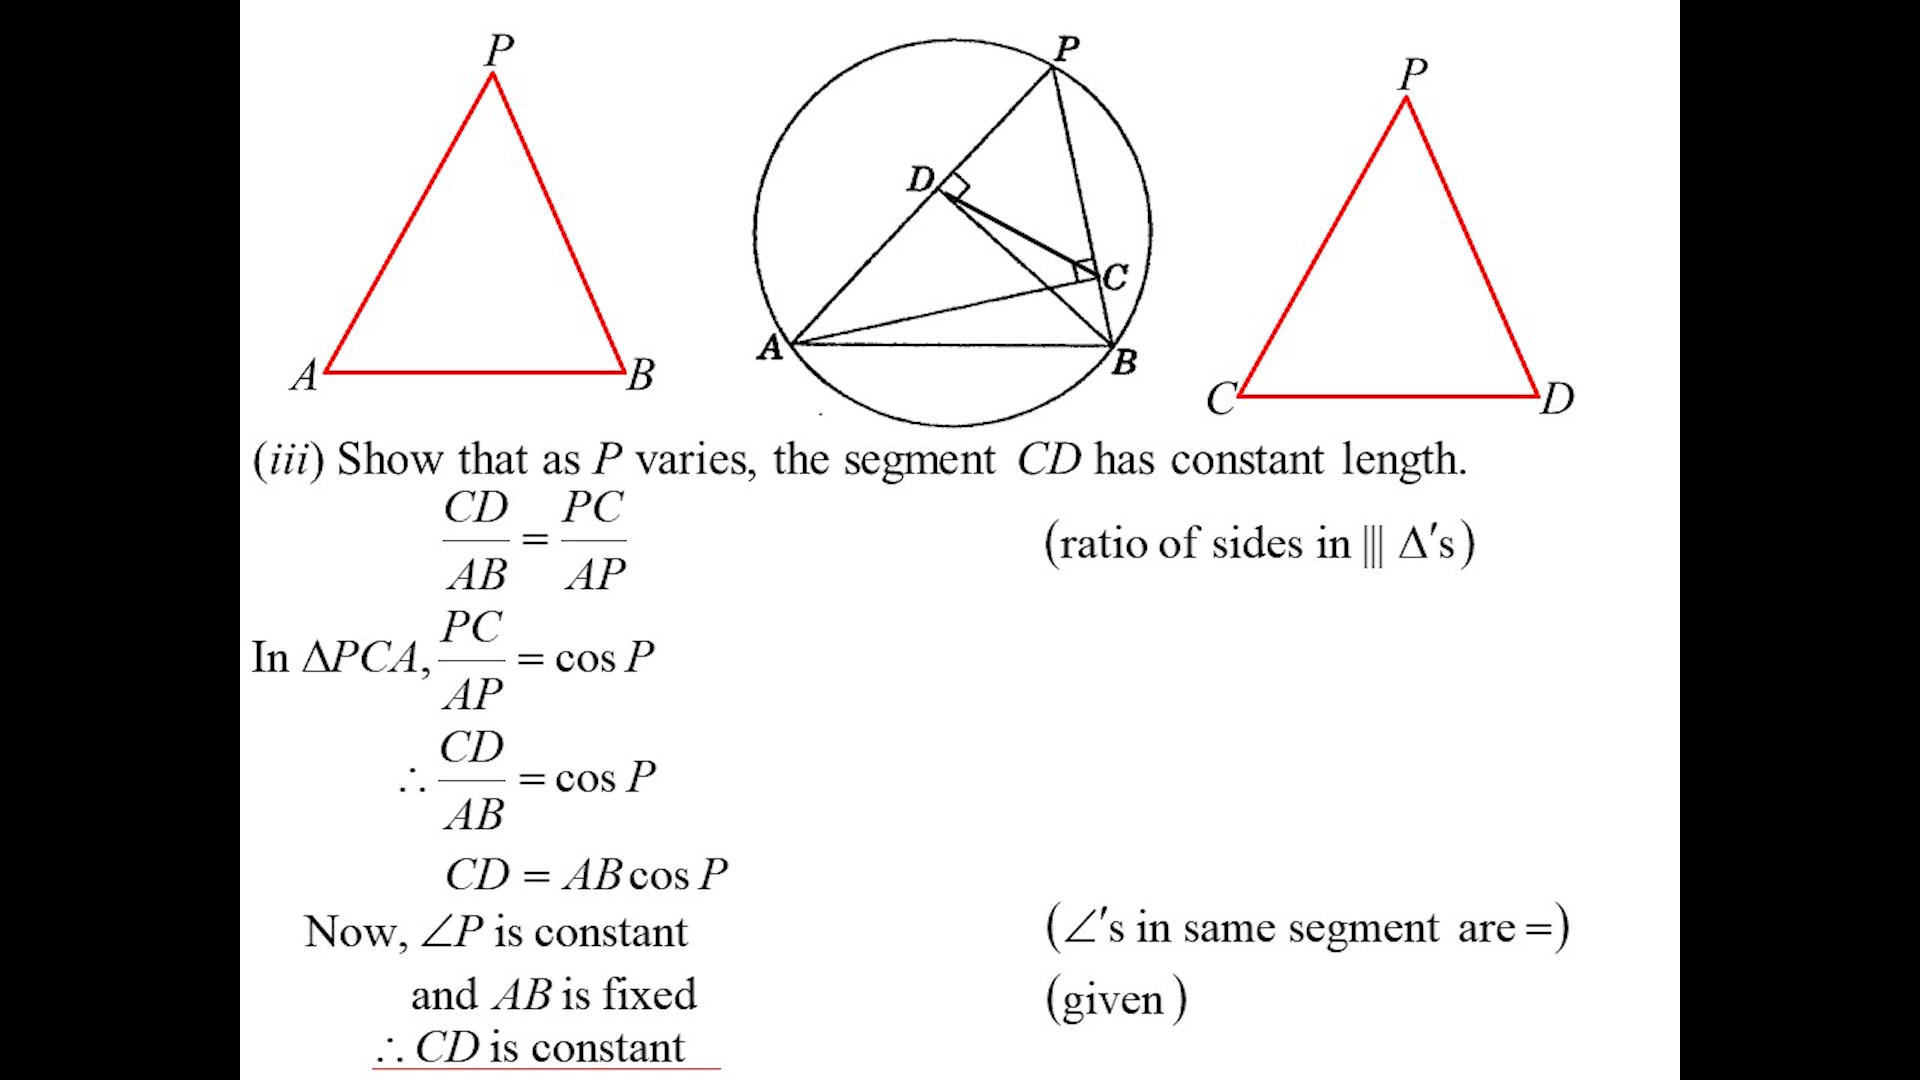 P
A
B
P
D
C
A
B
P
C
D
(iii) Show that as P varies, the segment CD has constant length.
CD/AB = PC/AP (ratio of sides in ||| Δ's)
In ΔPCA, PC/AP = cos P
∴ CD/AB = cos P
CD = AB cos P
Now, ∠P is constant (∠'s in same segment are =)
and AB is fixed (given)
∴ CD is constant